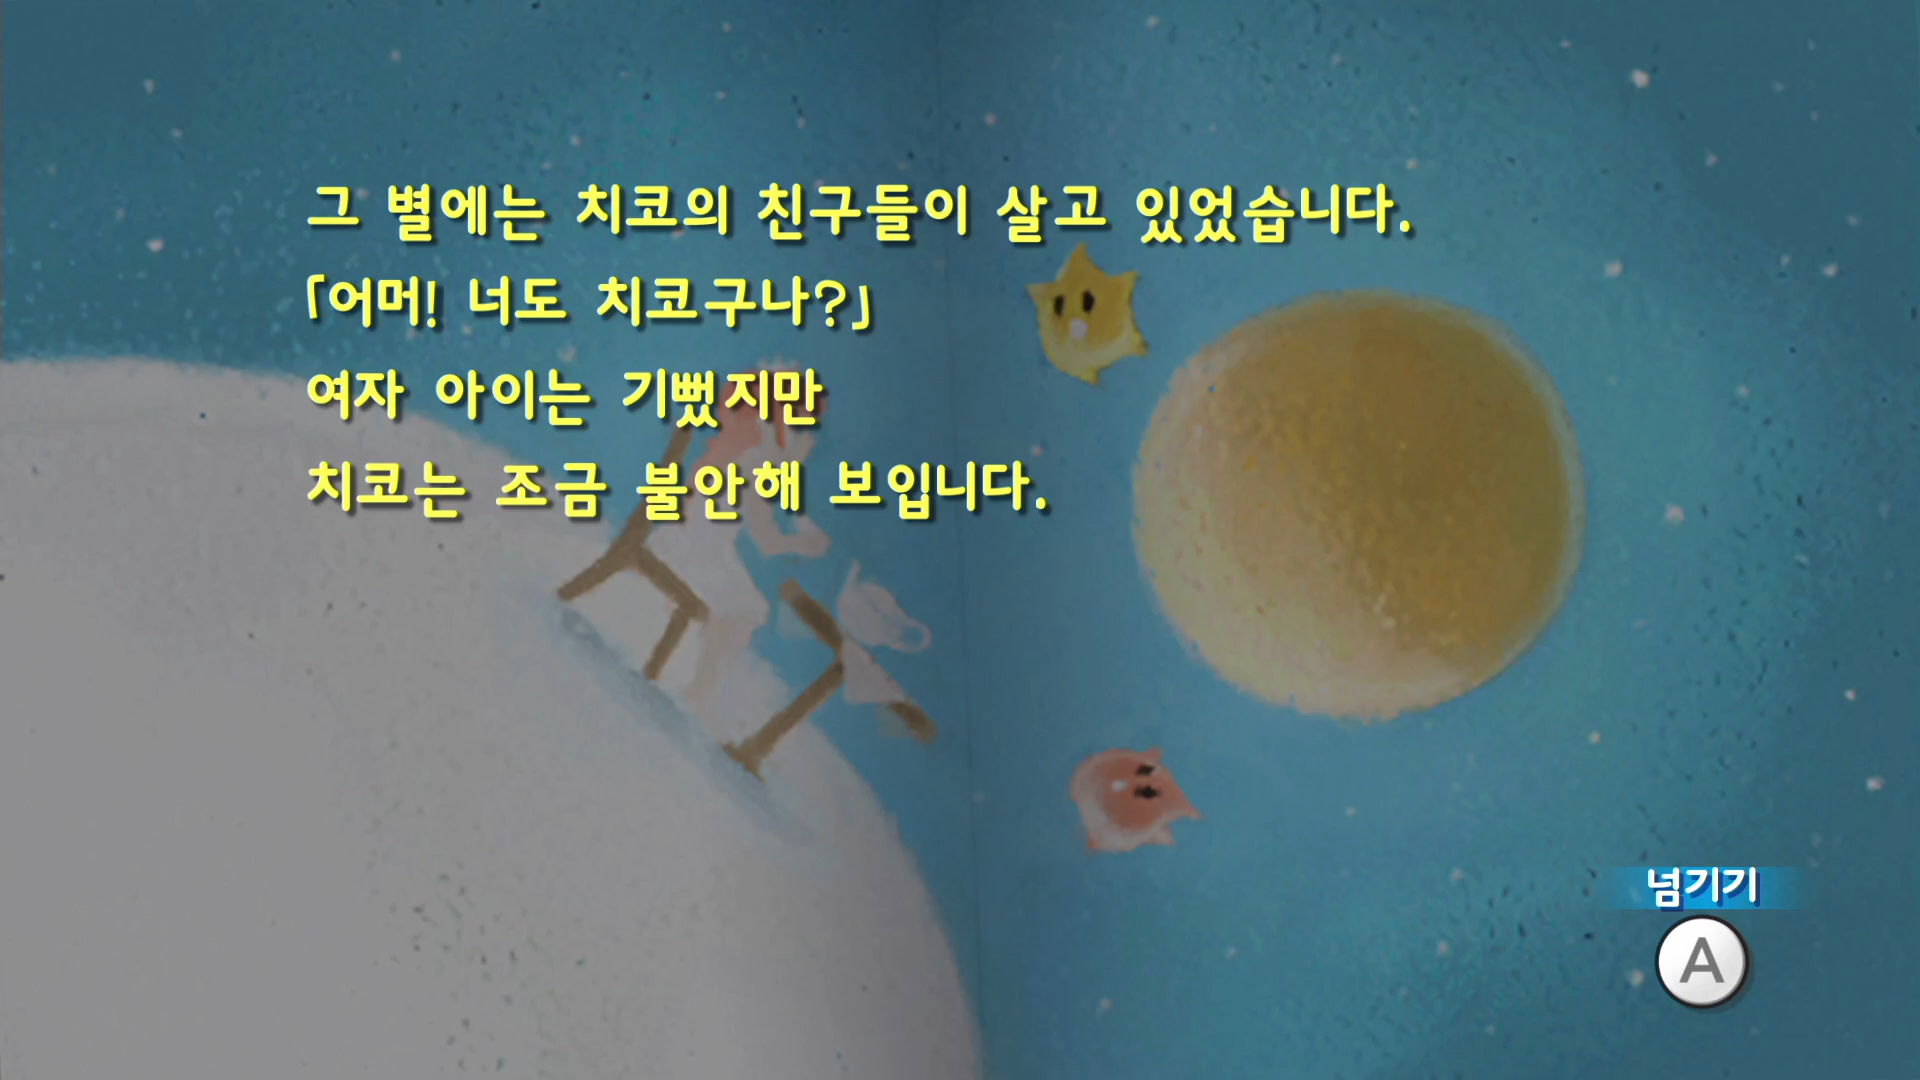 그 별에는 치코의 친구들이 살고 있었습니다.
「어머! 너도 치코구나?」
여자 아이는 기뻤지만
치코는 조금 불안해 보입니다.
넘기기
A